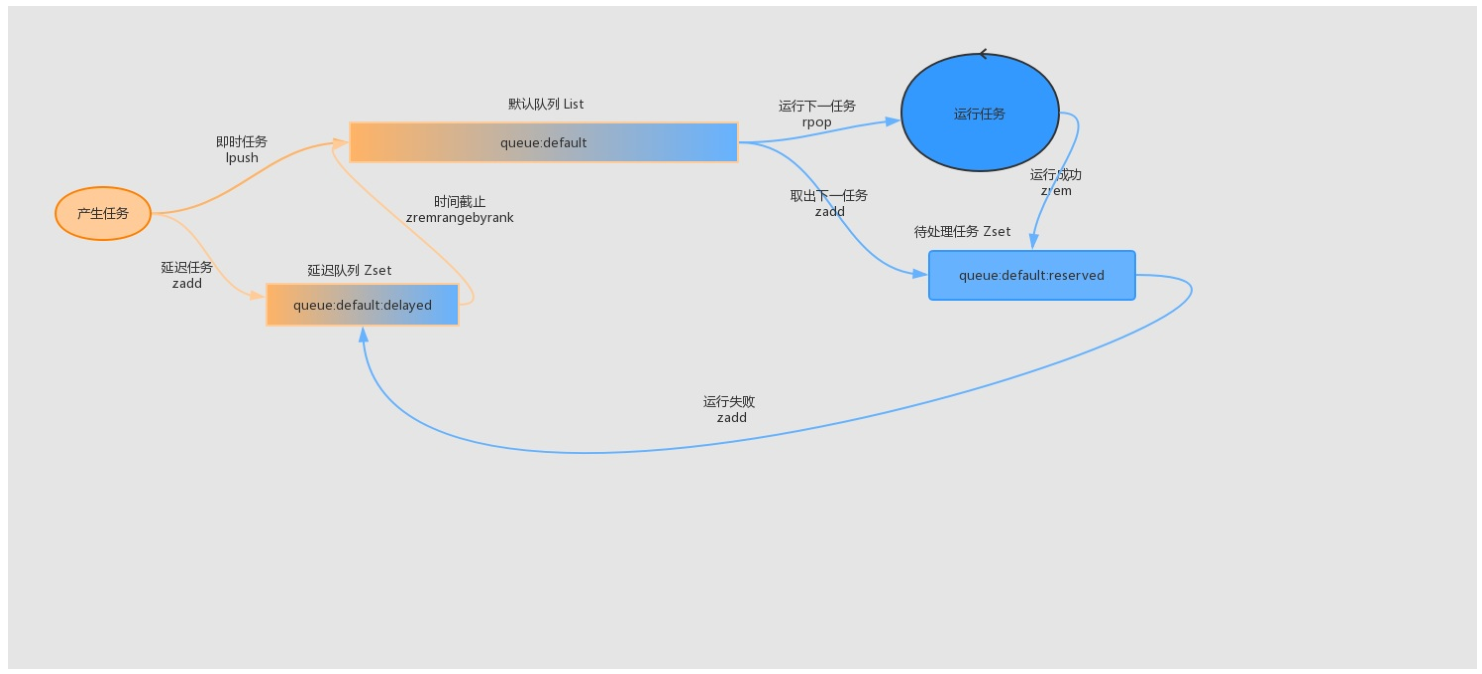 默认队列 List
queue:default
即时任务
lpush
产生任务
延迟任务
zadd
时间截止
zremrangebyrank
延迟队列 Zset
queue:default:delayed
运行下一任务
rpop
运行任务
取出下一任务
zadd
运行成功
zrem
待处理任务 Zset
queue:default:reserved
运行失败
zadd